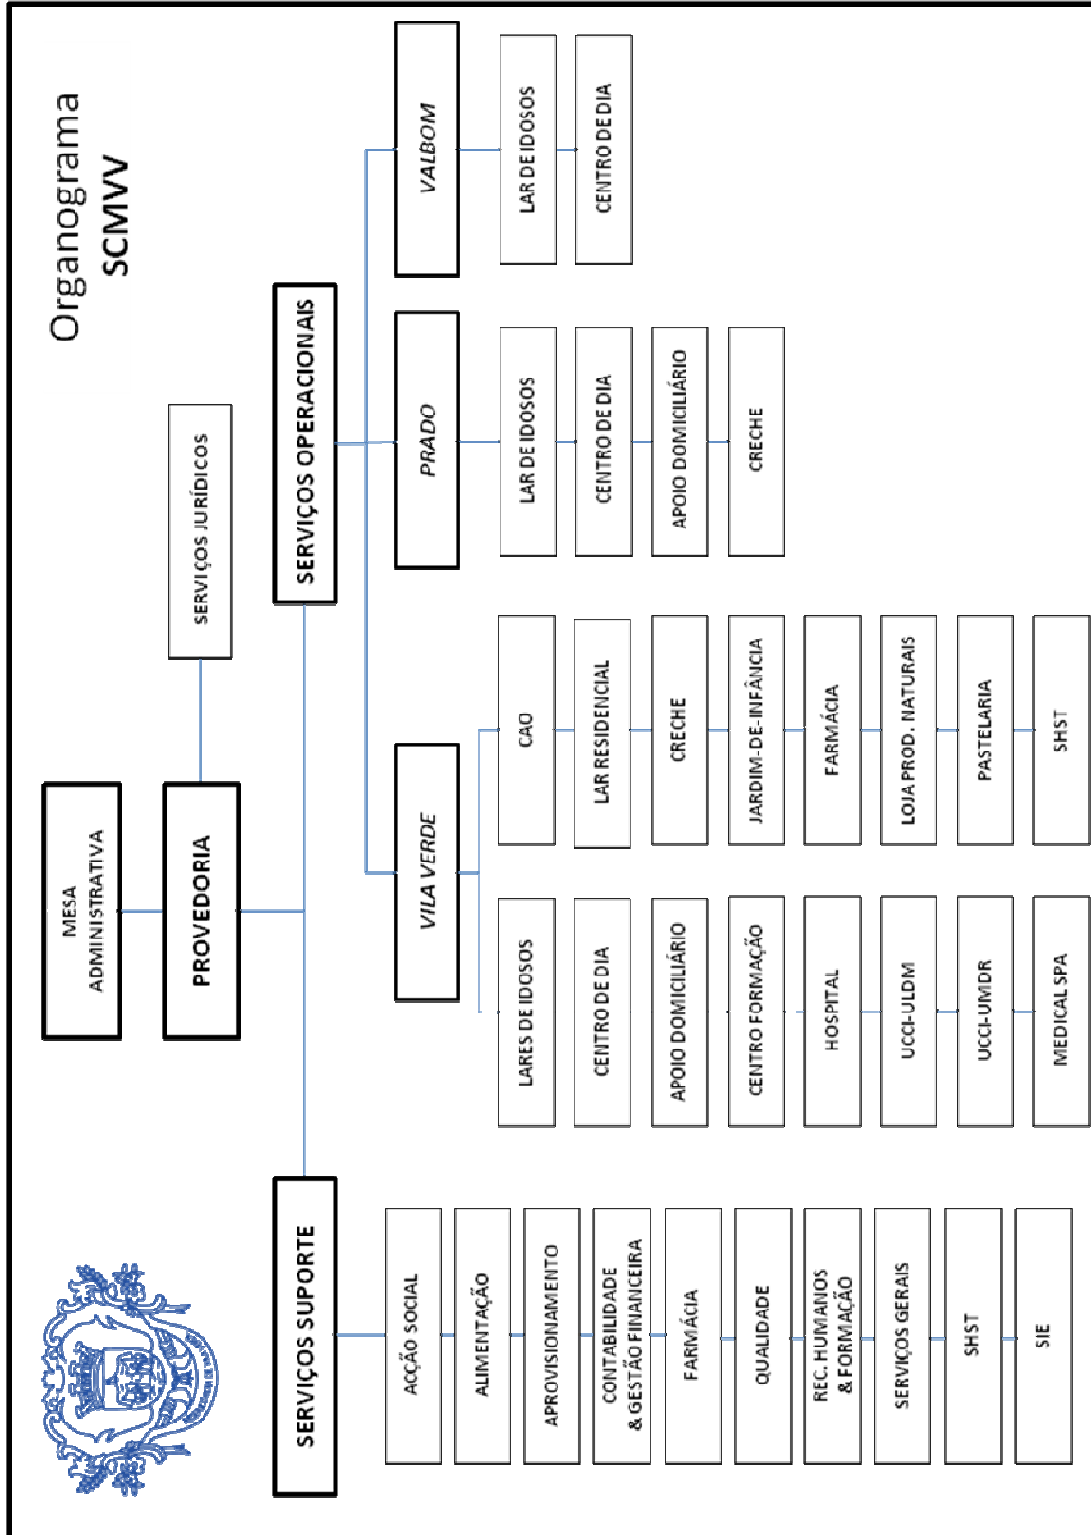 Organograma
SCMVV
MESA
ADMINISTRATIVA
PROVEDORIA
SERVIÇOS JURÍDICOS
SERVIÇOS SUPORTE
ACÇÃO SOCIAL
ALIMENTAÇÃO
APROVISIONAMENTO
CONTABILIDADE
& GESTÃO FINANCEIRA
FARMÁCIA
QUALIDADE
REC. HUMANOS
& FORMAÇÃO
SERVIÇOS GERAIS
SHST
SIE
SERVIÇOS OPERACIONAIS
VILA VERDE
LARES DE IDOSOS
CENTRO DE DIA
APOIO DOMICILIÁRIO
CENTRO FORMAÇÃO
HOSPITAL
UCCI-ULDM
UCCI-UMDR
MEDICAL SPA
CAO
LAR RESIDENCIAL
CRECHE
JARDIM-DE-INFÂNCIA
FARMÁCIA
LOJA PROD. NATURAIS
PASTELARIA
SHST
PRADO
LAR DE IDOSOS
CENTRO DE DIA
APOIO DOMICILIÁRIO
CRECHE
VALBOM
LAR DE IDOSOS
CENTRO DE DIA